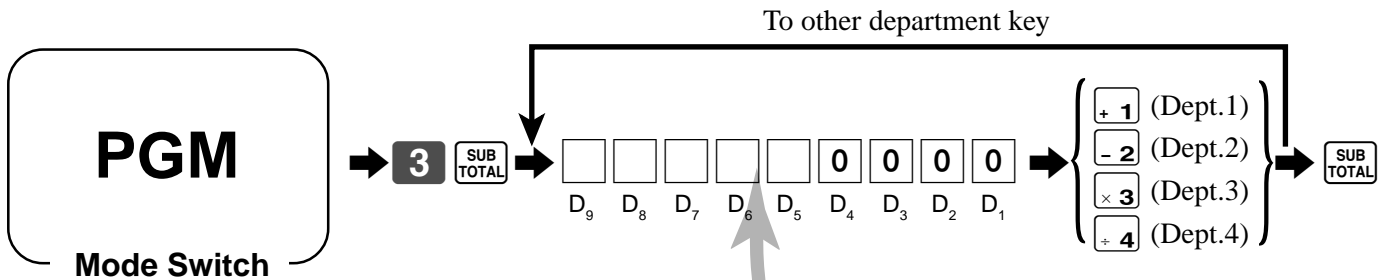 To other department key
PGM
Mode Switch
3
SUB TOTAL
0 0 0 0
D9 D8 D7 D6 D5 D4 D3 D2 D1
+ 1 (Dept.1)
- 2 (Dept.2)
× 3 (Dept.3)
÷ 4 (Dept.4)
SUB TOTAL